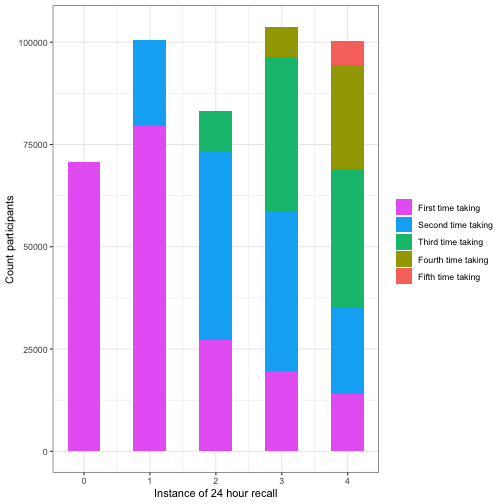 100000
75000
50000
25000
0
Count participants
0 1 2 3 4
Instance of 24 hour recall
First time taking
Second time taking
Third time taking
Fourth time taking
Fifth time taking